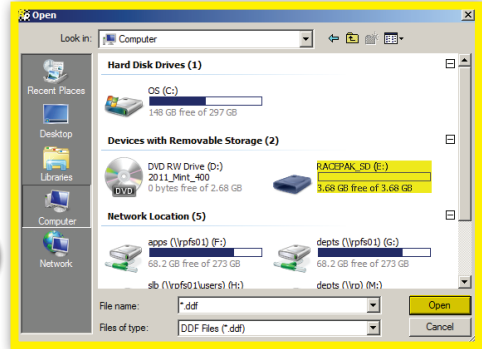 Open
Look in:
Computer
Recent Places
Desktop
Libraries
Computer
Network
Hard Disk Drives (1)
OS (C:)
148 GB free of 297 GB
Devices with Removable Storage (2)
DVD RW Drive (D:)
2011_Mint_400
0 bytes free of 2.68 GB
DVD
RACEPAK_SD (E:)
3.68 GB free of 3.68 GB
Network Location (5)
apps (\\rpfs01) (F:)
68.2 GB free of 273 GB
depts (\\rpfs01) (G:)
68.2 GB free of 273 GB
slb (\\rpfs01\users) (H:)
depts (\\rp) (M:)
File name:
*.ddf
Open
Files of type:
DDF Files (*.ddf)
Cancel